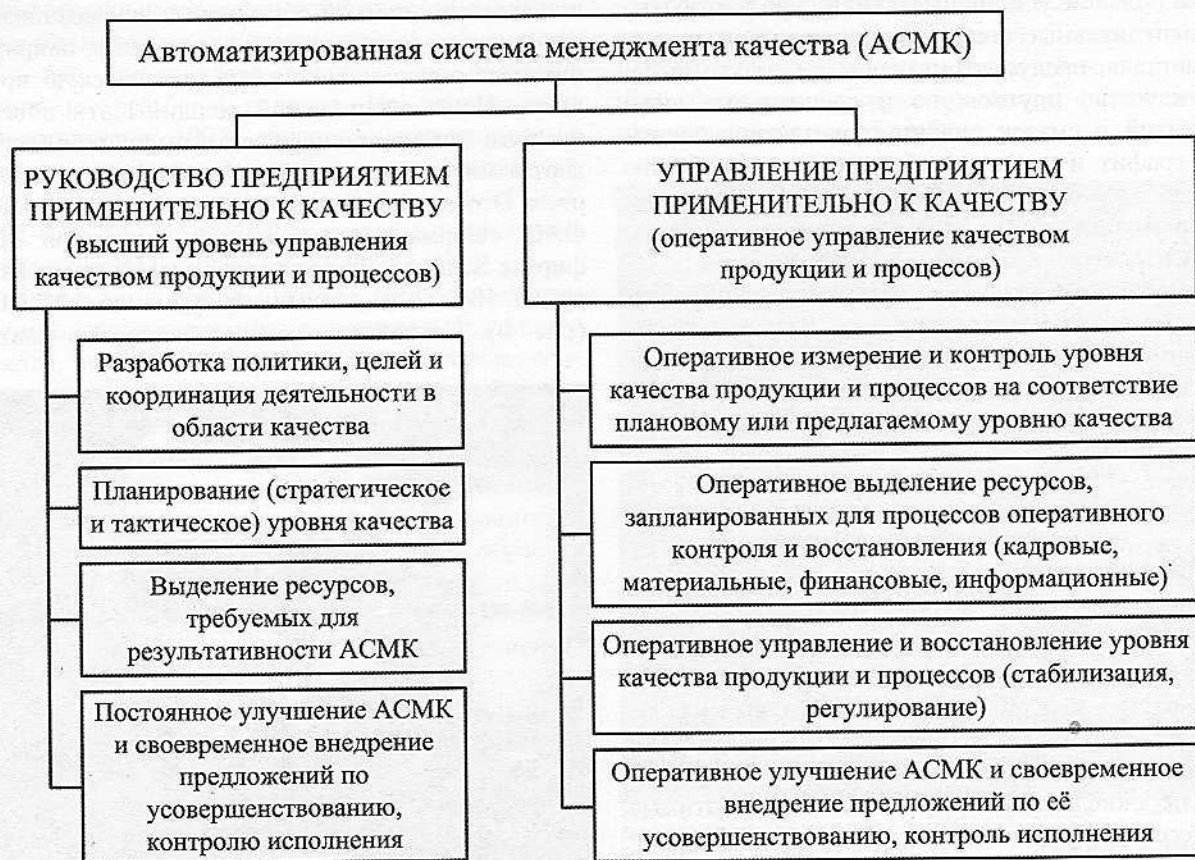 Автоматизированная система менеджмента качества (АСМК)
РУКОВОДСТВО ПРЕДПРИЯТИЕМ
ПРИМЕНИТЕЛЬНО К КАЧЕСТВУ
(высший уровень управления
качеством продукции и процессов)
Разработка политики, целей и
координация деятельности в
области качества
Планирование (стратегическое
и тактическое) уровня качества
Выделение ресурсов,
требуемых для
результативности АСМК
Постоянное улучшение АСМК
и своевременное внедрение
предложений по
усовершенствованию,
контролю исполнения
УПРАВЛЕНИЕ ПРЕДПРИЯТИЕМ
ПРИМЕНИТЕЛЬНО К КАЧЕСТВУ
(оперативное управление качеством
продукции и процессов)
Оперативное измерение и контроль уровня
качества продукции и процессов на соответствие
плановому или предлагаемому уровню качества
Оперативное выделение ресурсов,
запланированных для процессов оперативного
контроля и восстановления (кадровые,
материальные, финансовые, информационные)
Оперативное управление и восстановление уровня
качества продукции и процессов (стабилизация,
регулирование)
Оперативное улучшение АСМК и своевременное
внедрение предложений по её
усовершенствованию, контроль исполнения